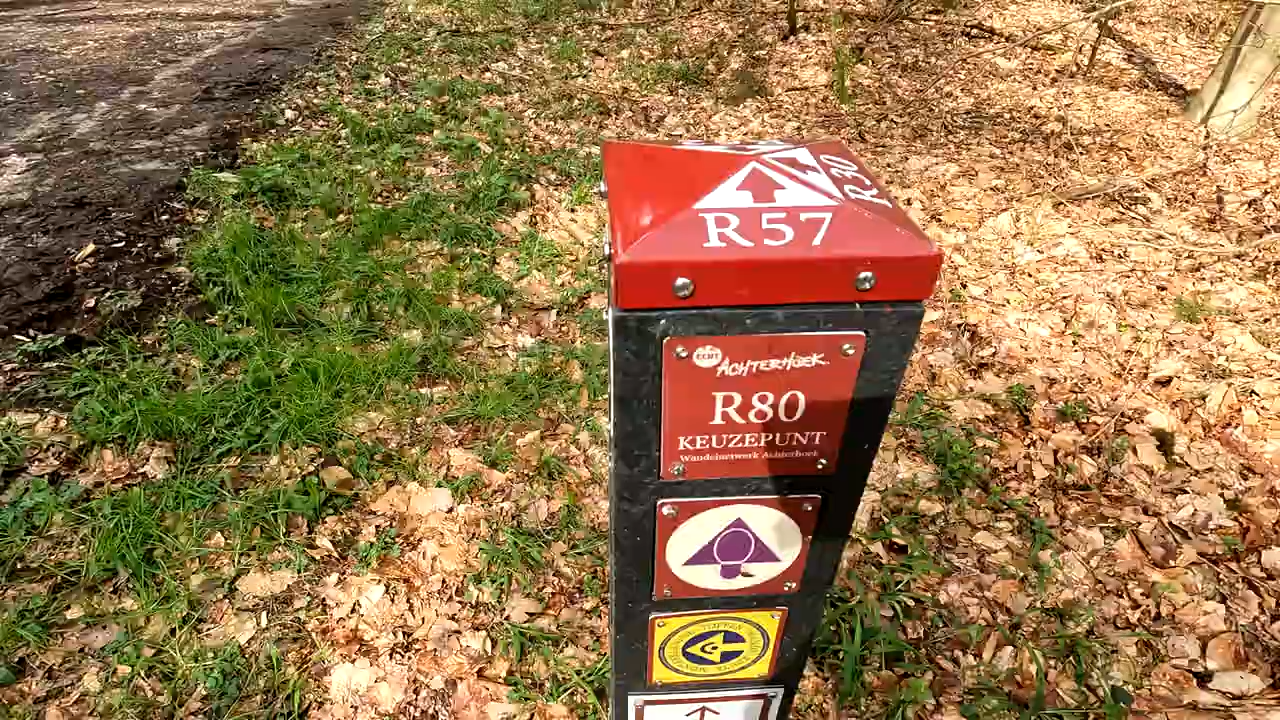 R57
R30
echt
ACHTERHOEK
R80
KEUZEPUNT
Wandelnetwerk Achterhoek